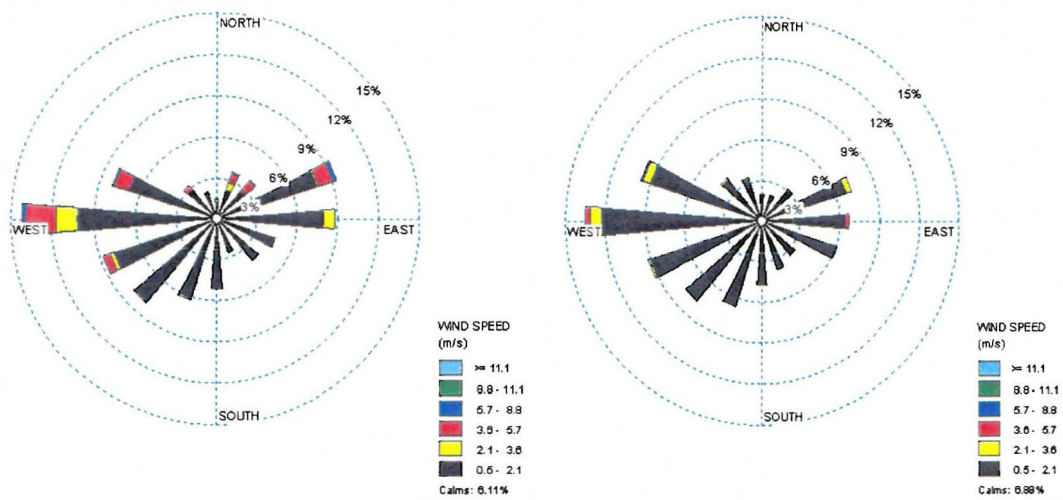 NORTH
15%
12%
9%
6%
3%
WEST
EAST
SOUTH
WIND SPEED
(m/s)
>= 11.1
8.8 - 11.1
5.7 - 8.8
3.6 - 5.7
2.1 - 3.6
0.5 - 2.1
Calms: 6.11%
NORTH
15%
12%
9%
6%
3%
WEST
EAST
SOUTH
WIND SPEED
(m/s)
>= 11.1
8.8 - 11.1
5.7 - 8.8
3.6 - 5.7
2.1 - 3.6
0.5 - 2.1
Calms: 6.88%